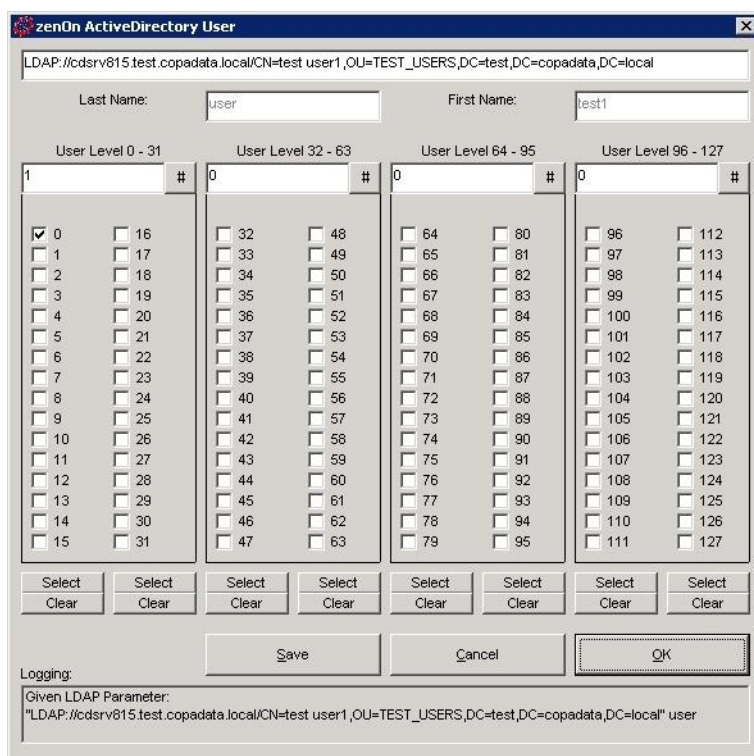 zenOn ActiveDirectory User
LDAP://cdsrv815.test.copadata.local/CN=test user1,OU=TEST_USERS,DC=test,DC=copadata,DC=local
Last Name: user First Name: test1
User Level 0 - 31 User Level 32 - 63 User Level 64 - 95 User Level 96 - 127
1 # 0 # 0 # 0 #
0 16 32 48 64 80 96 112
1 17 33 49 65 81 97 113
2 18 34 50 66 82 98 114
3 19 35 51 67 83 99 115
4 20 36 52 68 84 100 116
5 21 37 53 69 85 101 117
6 22 38 54 70 86 102 118
7 23 39 55 71 87 103 119
8 24 40 56 72 88 104 120
9 25 41 57 73 89 105 121
10 26 42 58 74 90 106 122
11 27 43 59 75 91 107 123
12 28 44 60 76 92 108 124
13 29 45 61 77 93 109 125
14 30 46 62 78 94 110 126
15 31 47 63 79 95 111 127
Select Select Select Select Select Select Select Select
Clear Clear Clear Clear Clear Clear Clear Clear
Save Cancel OK
Logging:
Given LDAP Parameter:
"LDAP://cdsrv815.test.copadata.local/CN=test user1,OU=TEST_USERS,DC=test,DC=copadata,DC=local" user